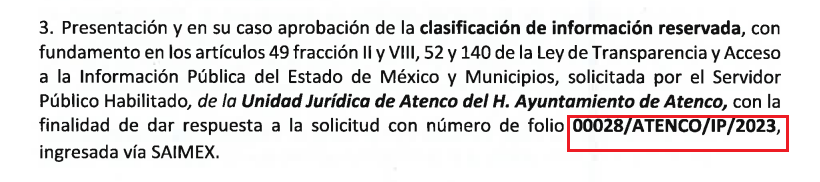 3. Presentación y en su caso aprobación de la clasificación de información reservada, con
fundamento en los artículos 49 fracción II y VIII, 52 y 140 de la Ley de Transparencia y Acceso
a la Información Pública del Estado de México y Municipios, solicitada por el Servidor
Público Habilitado, de la Unidad Jurídica de Atenco del H. Ayuntamiento de Atenco, con la
finalidad de dar respuesta a la solicitud con número de folio 00028/ATENCO/IP/2023,
ingresada vía SAIMEX.